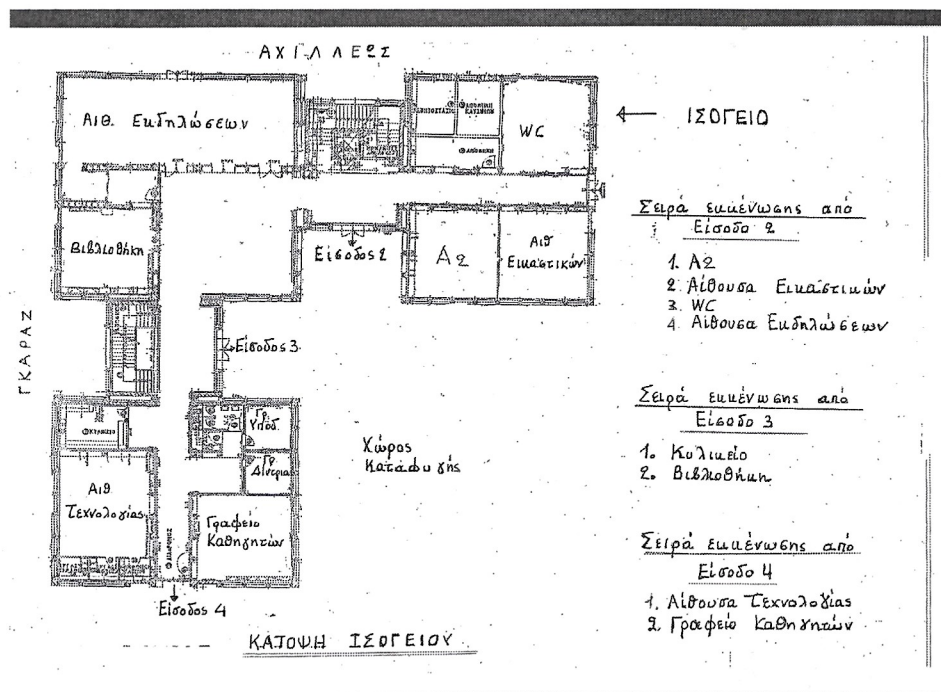 ΑΧΙΛΛΕΩΣ
Αιθ. Εκδηλώσεων
WC
← ΙΣΟΓΕΙΟ
Βιβλιοθήκη
Είσοδος 2
Α2
Αιθ
Εικαστικών
Σειρά εκκένωσης από
Είσοδο 2
1. Α2
2. Αίθουσα Εικαστικών
3. WC
4. Αίθουσα Εκδηλώσεων
ΓΚΑΡΑΖ
Είσοδος 3
Σειρά εκκένωσης από
Είσοδο 3
1. Κυλικείο
2. Βιβλιοθήκη
Γρ.
Υποδ.
Γρ
Δ/ντρια
Χώρος
Καταφυγής
Αιθ
Τεχνολογίας
Γραφείο
Καθηγητών
Σειρά εκκένωσης από
Είσοδο 4
1. Αίθουσα Τεχνολογίας
2. Γραφείο Καθηγητών
Είσοδος 4
ΚΑΤΟΨΗ ΙΣΟΓΕΙΟΥ